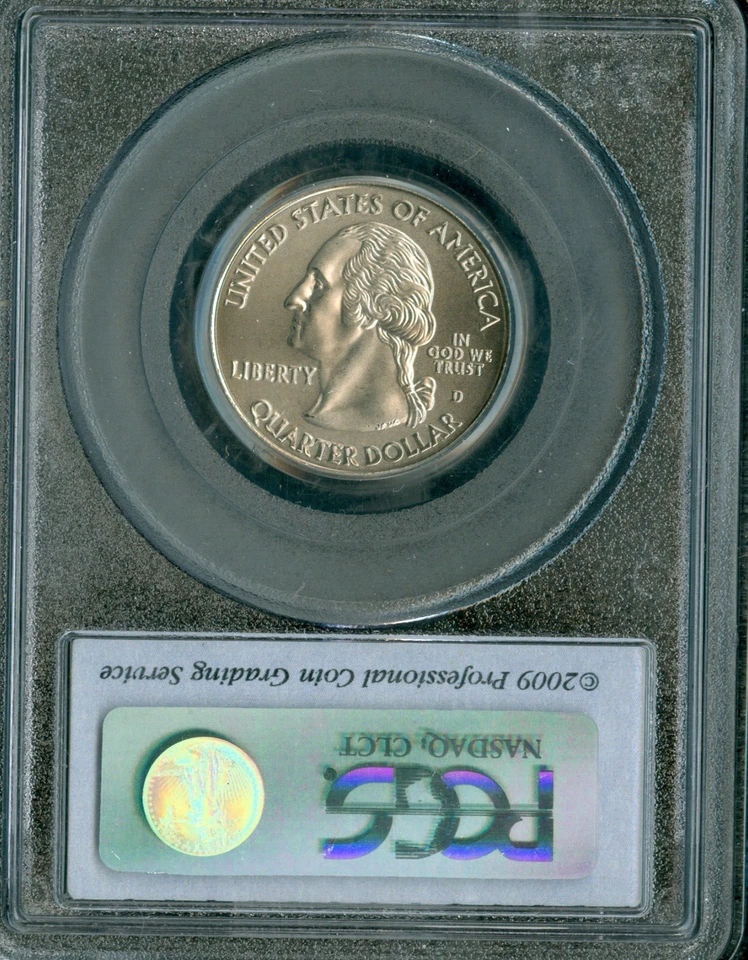 UNITED STATES OF AMERICA
IN
GOD WE
TRUST
LIBERTY
D
QUARTER DOLLAR
©2009 Professional Coin Grading Service
NASDAQ, CLCT
PCGS.